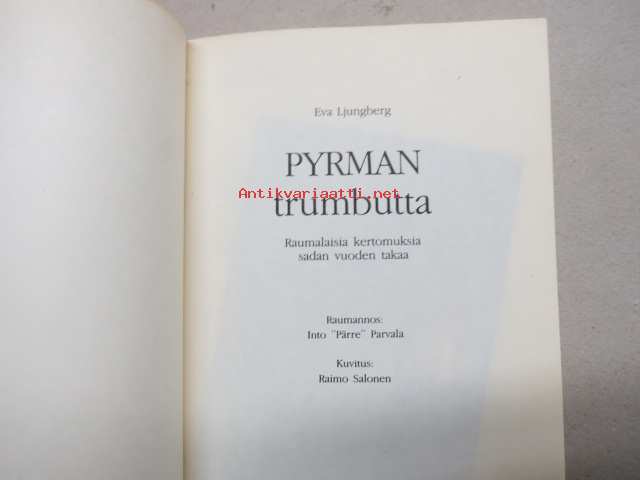 Eva Ljungberg
PYRMAN
Antikvariaatti.net
trumbutta
Raumalaisia kertomuksia
sadan vuoden takaa
Raumannos:
Into "Pärre" Parvala
Kuvitus:
Raimo Salonen